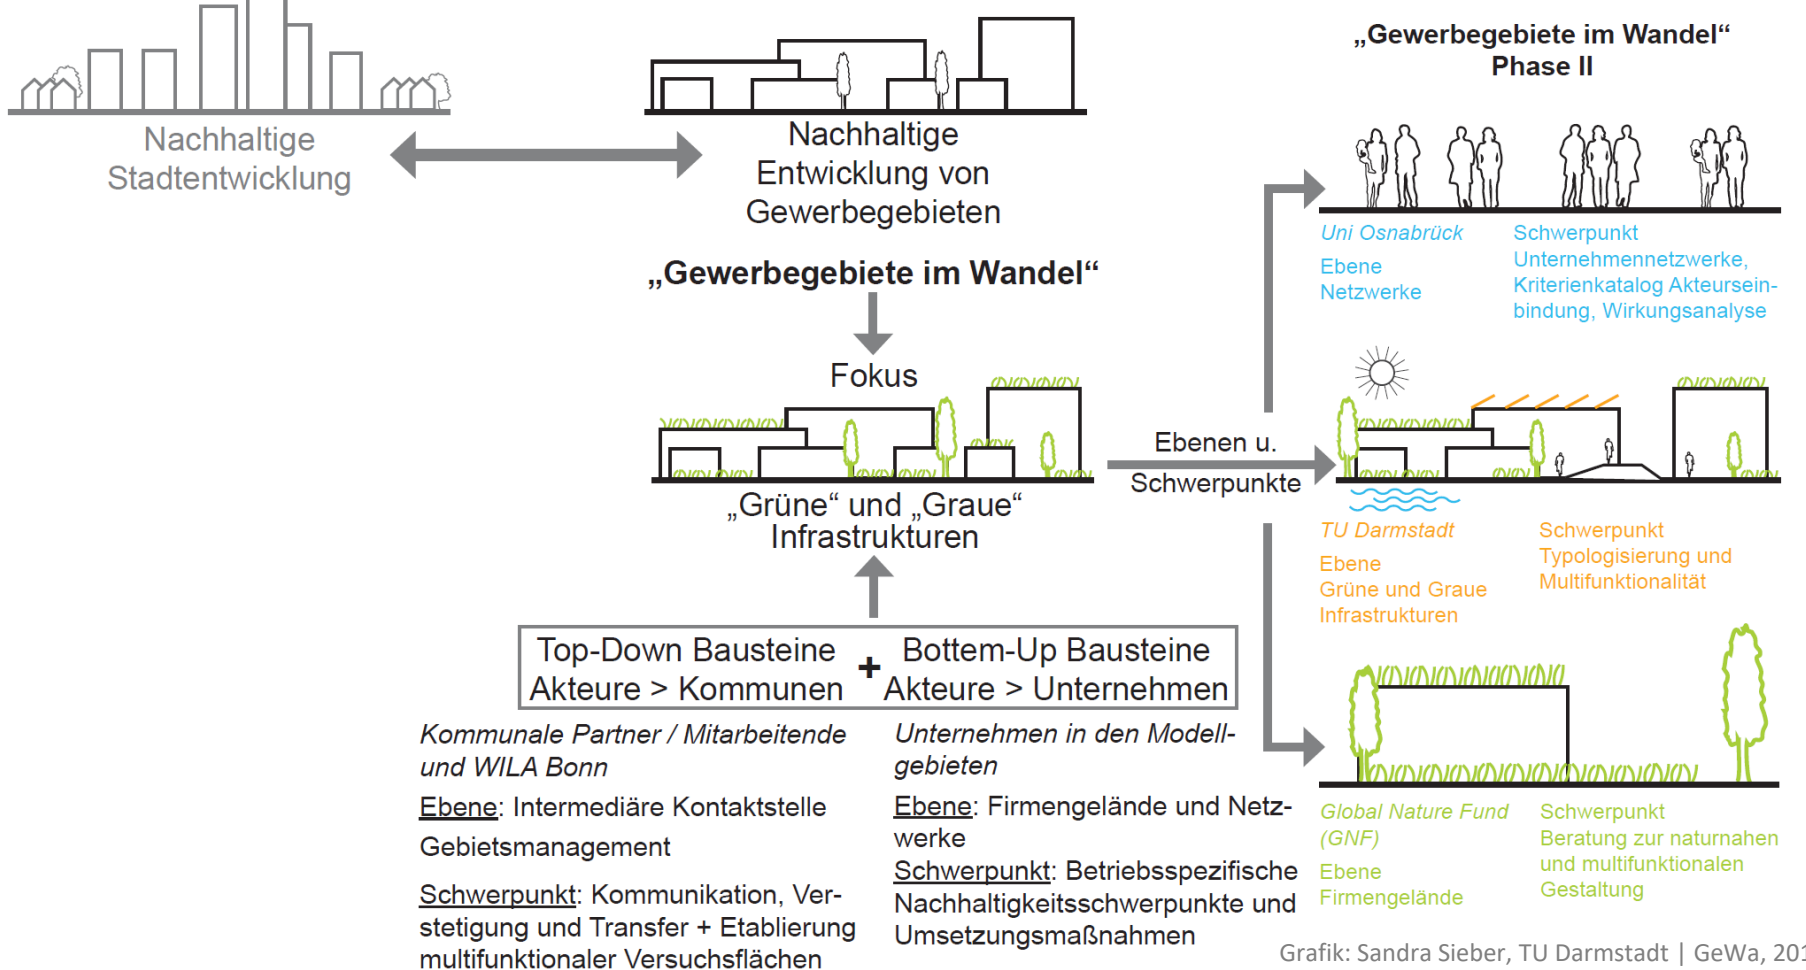 Nachhaltige
Stadtentwicklung
Nachhaltige
Entwicklung von
Gewerbegebieten
„Gewerbegebiete im Wandel“
Fokus
„Grüne“ und „Graue“
Infrastrukturen
Top-Down Bausteine
Akteure > Kommunen
+
Bottem-Up Bausteine
Akteure > Unternehmen
Kommunale Partner / Mitarbeitende
und WILA Bonn
Ebene: Intermediäre Kontaktstelle
Gebietsmanagement
Schwerpunkt: Kommunikation, Ver-
stetigung und Transfer + Etablierung
multifunktionaler Versuchsflächen
Unternehmen in den Modell-
gebieten
Ebene: Firmengelände und Netz-
werke
Schwerpunkt: Betriebsspezifische
Nachhaltigkeitsschwerpunkte und
Umsetzungsmaßnahmen
Ebenen u.
Schwerpunkte
„Gewerbegebiete im Wandel“
Phase II
Uni Osnabrück
Ebene
Netzwerke
Schwerpunkt
Unternehmennetzwerke,
Kriterienkatalog Akteursein-
bindung, Wirkungsanalyse
TU Darmstadt
Ebene
Grüne und Graue
Infrastrukturen
Schwerpunkt
Typologisierung und
Multifunktionalität
Global Nature Fund
(GNF)
Ebene
Firmengelände
Schwerpunkt
Beratung zur naturnahen
und multifunktionalen
Gestaltung
Grafik: Sandra Sieber, TU Darmstadt | GeWa,